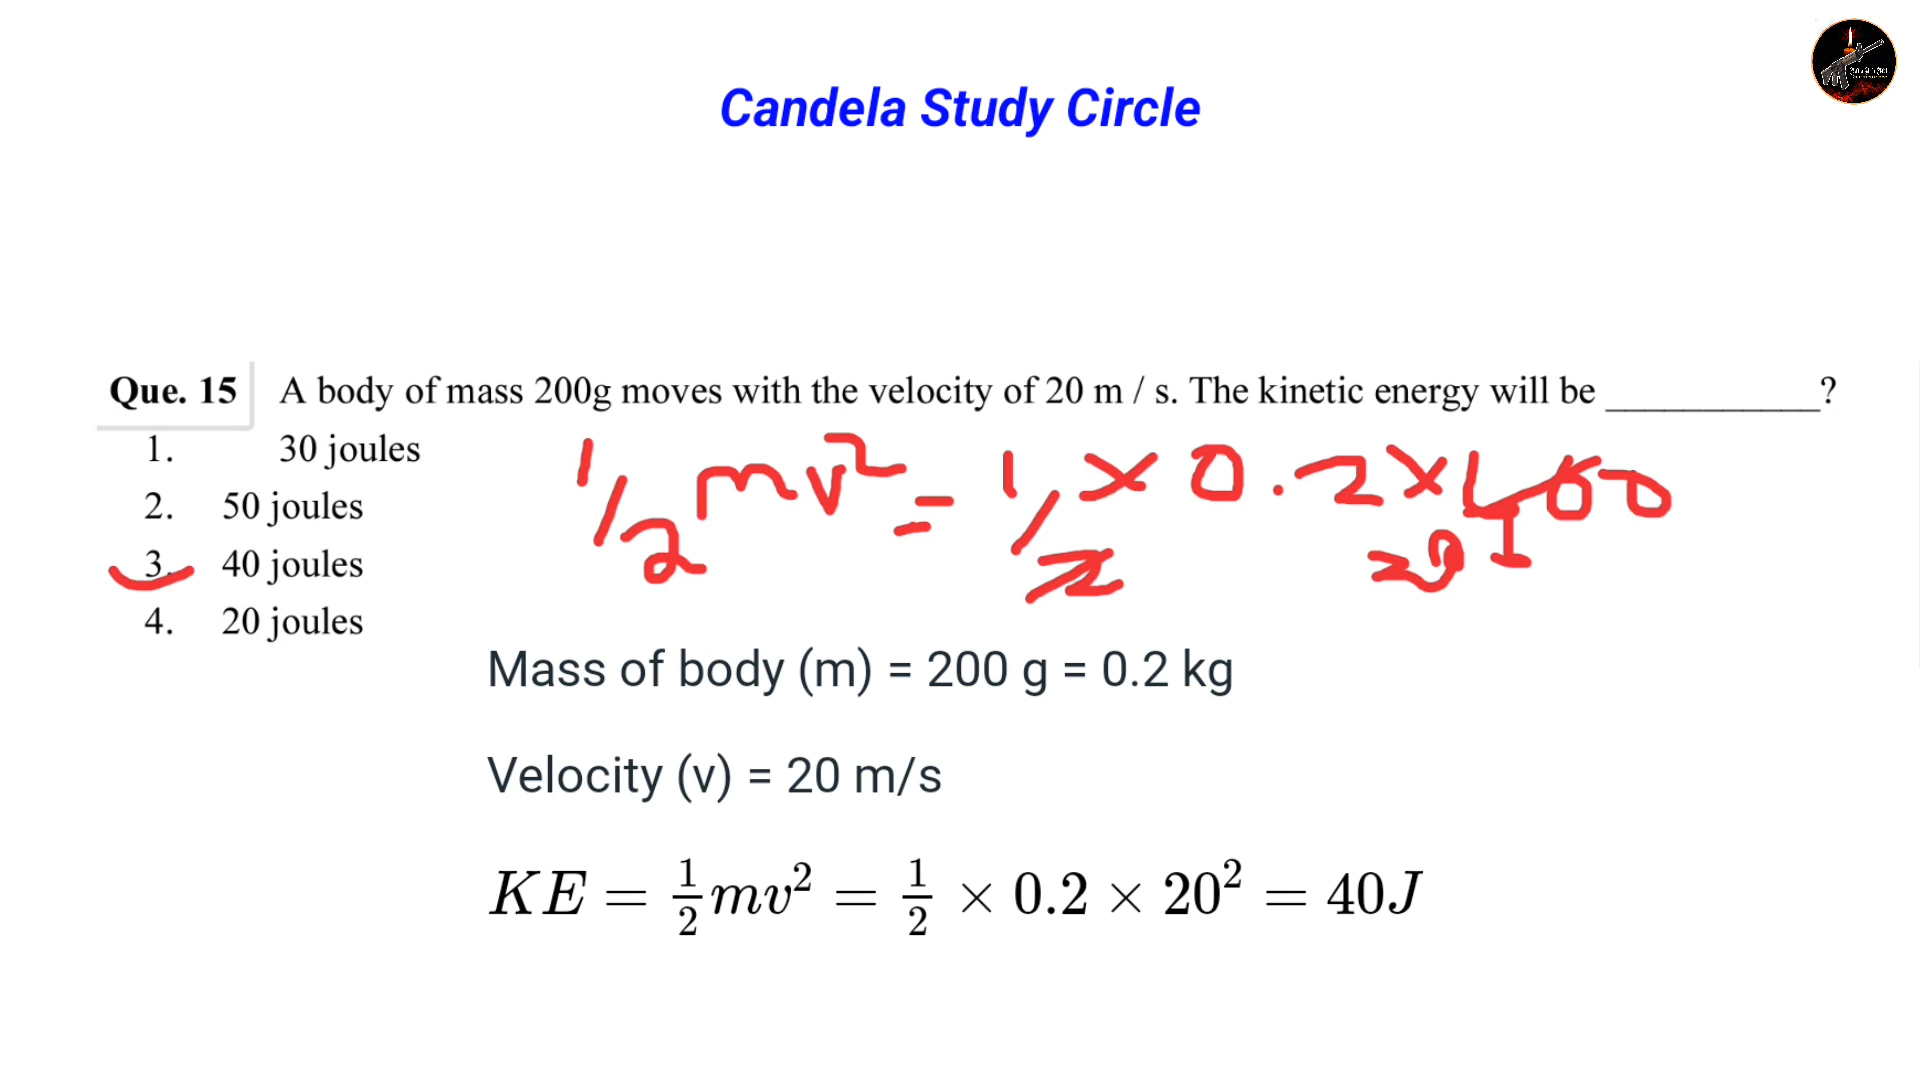 Candela Study Circle
Que. 15 A body of mass 200g moves with the velocity of 20 m / s. The kinetic energy will be ___________?
1. 30 joules
2. 50 joules
3. 40 joules
4. 20 joules
1/2 mv² = 1/2 × 0.2 × 400
Mass of body (m) = 200 g = 0.2 kg
Velocity (v) = 20 m/s
KE = 1/2 mv² = 1/2 × 0.2 × 20² = 40J